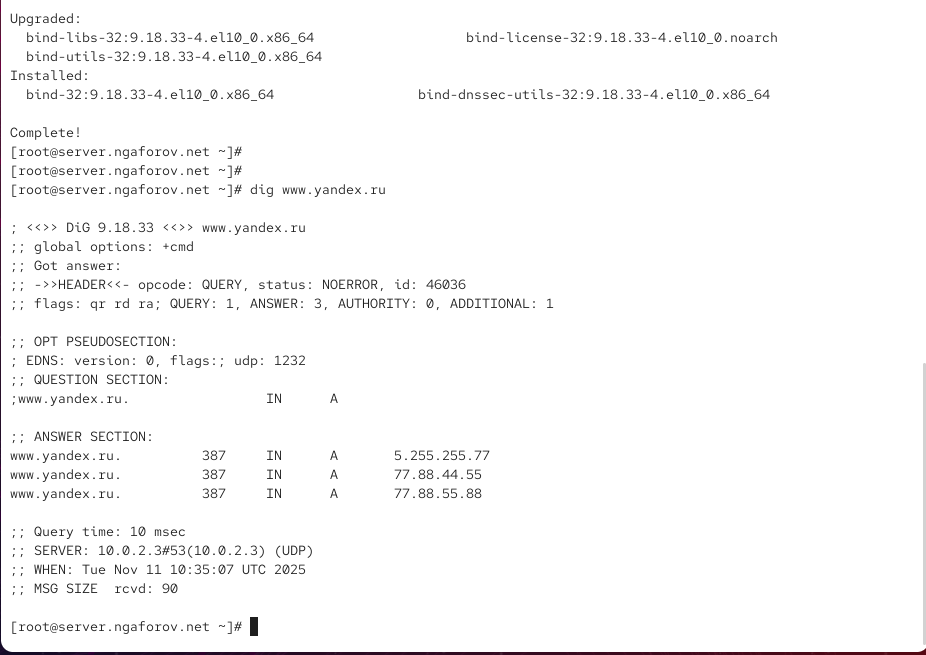 Upgraded:
  bind-libs-32:9.18.33-4.el10_0.x86_64                   bind-license-32:9.18.33-4.el10_0.noarch
  bind-utils-32:9.18.33-4.el10_0.x86_64
Installed:
  bind-32:9.18.33-4.el10_0.x86_64                  bind-dnssec-utils-32:9.18.33-4.el10_0.x86_64

Complete!
[root@server.ngaforov.net ~]#
[root@server.ngaforov.net ~]#
[root@server.ngaforov.net ~]# dig www.yandex.ru

; <<>> DiG 9.18.33 <<>> www.yandex.ru
;; global options: +cmd
;; Got answer:
;; ->>HEADER<<- opcode: QUERY, status: NOERROR, id: 46036
;; flags: qr rd ra; QUERY: 1, ANSWER: 3, AUTHORITY: 0, ADDITIONAL: 1

;; OPT PSEUDOSECTION:
; EDNS: version: 0, flags:; udp: 1232
;; QUESTION SECTION:
;www.yandex.ru.                 IN      A

;; ANSWER SECTION:
www.yandex.ru.          387     IN      A       5.255.255.77
www.yandex.ru.          387     IN      A       77.88.44.55
www.yandex.ru.          387     IN      A       77.88.55.88

;; Query time: 10 msec
;; SERVER: 10.0.2.3#53(10.0.2.3) (UDP)
;; WHEN: Tue Nov 11 10:35:07 UTC 2025
;; MSG SIZE  rcvd: 90

[root@server.ngaforov.net ~]#